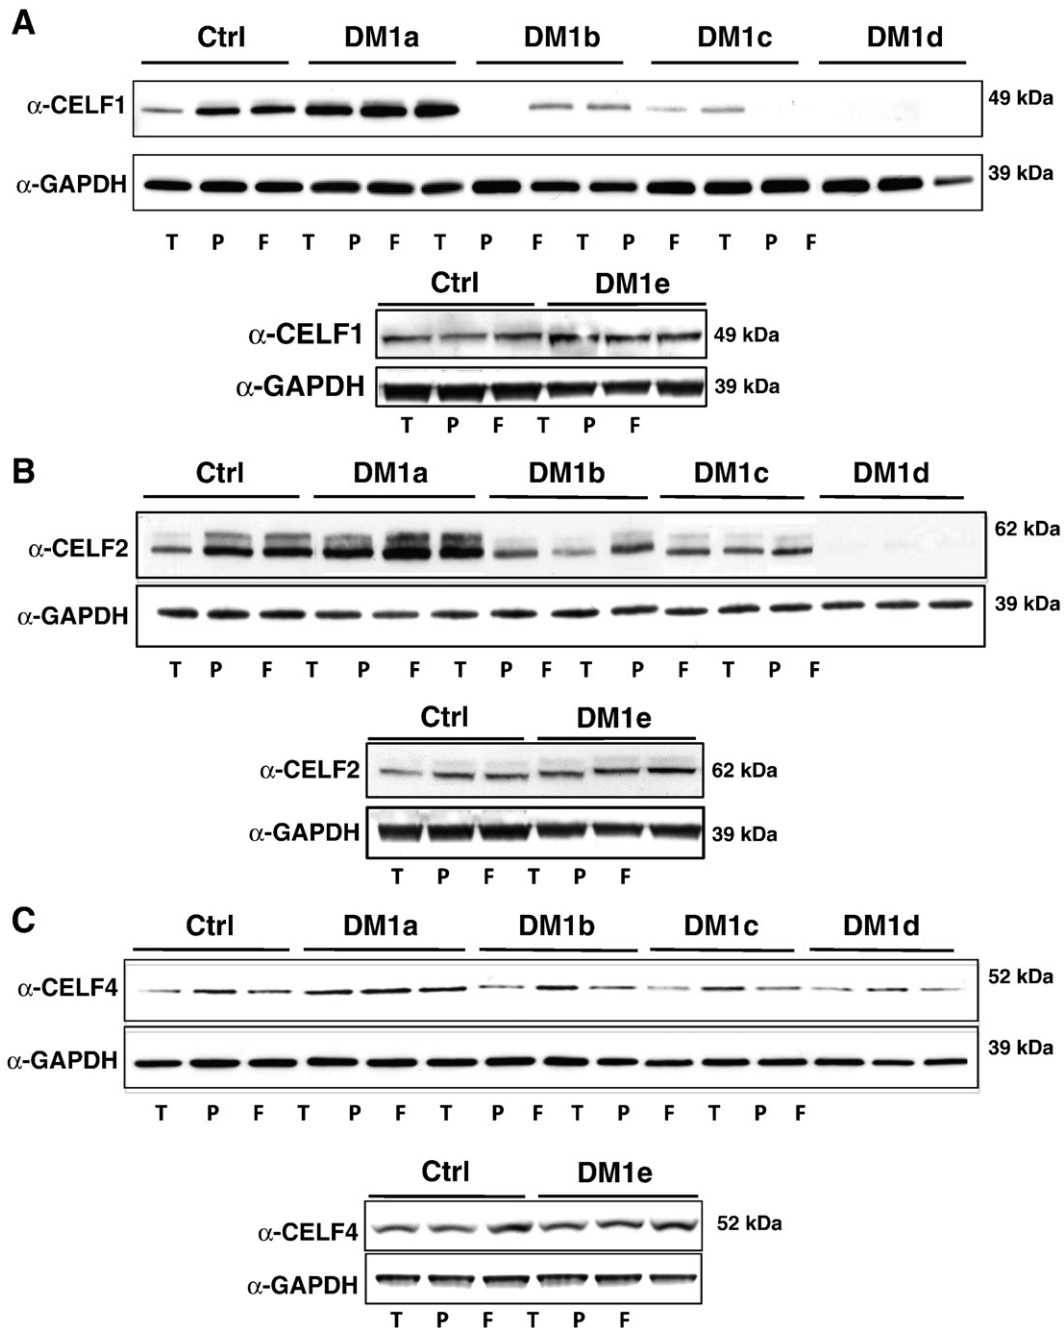 A
Ctrl DM1a DM1b DM1c DM1d
α-CELF1 49 kDa
α-GAPDH 39 kDa
T P F T P F T P F T P F T P F
Ctrl DM1e
α-CELF1 49 kDa
α-GAPDH 39 kDa
T P F T P F
B
Ctrl DM1a DM1b DM1c DM1d
α-CELF2 62 kDa
α-GAPDH 39 kDa
T P F T P F T P F T P F T P F
Ctrl DM1e
α-CELF2 62 kDa
α-GAPDH 39 kDa
T P F T P F
C
Ctrl DM1a DM1b DM1c DM1d
α-CELF4 52 kDa
α-GAPDH 39 kDa
T P F T P F T P F T P F T P F
Ctrl DM1e
α-CELF4 52 kDa
α-GAPDH
T P F T P F